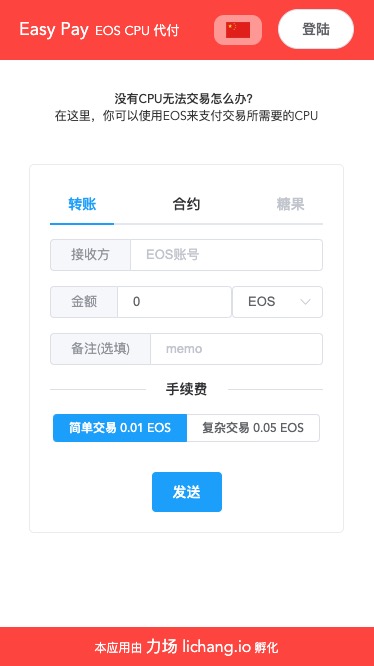 Easy Pay EOS CPU 代付
登陆
没有CPU无法交易怎么办?
在这里，你可以使用EOS来支付交易所需要的CPU
转账 合约 糖果
接收方 EOS账号
金额 0 EOS
备注(选填) memo
手续费
简单交易 0.01 EOS 复杂交易 0.05 EOS
发送
本应用由 力场 lichang.io 孵化